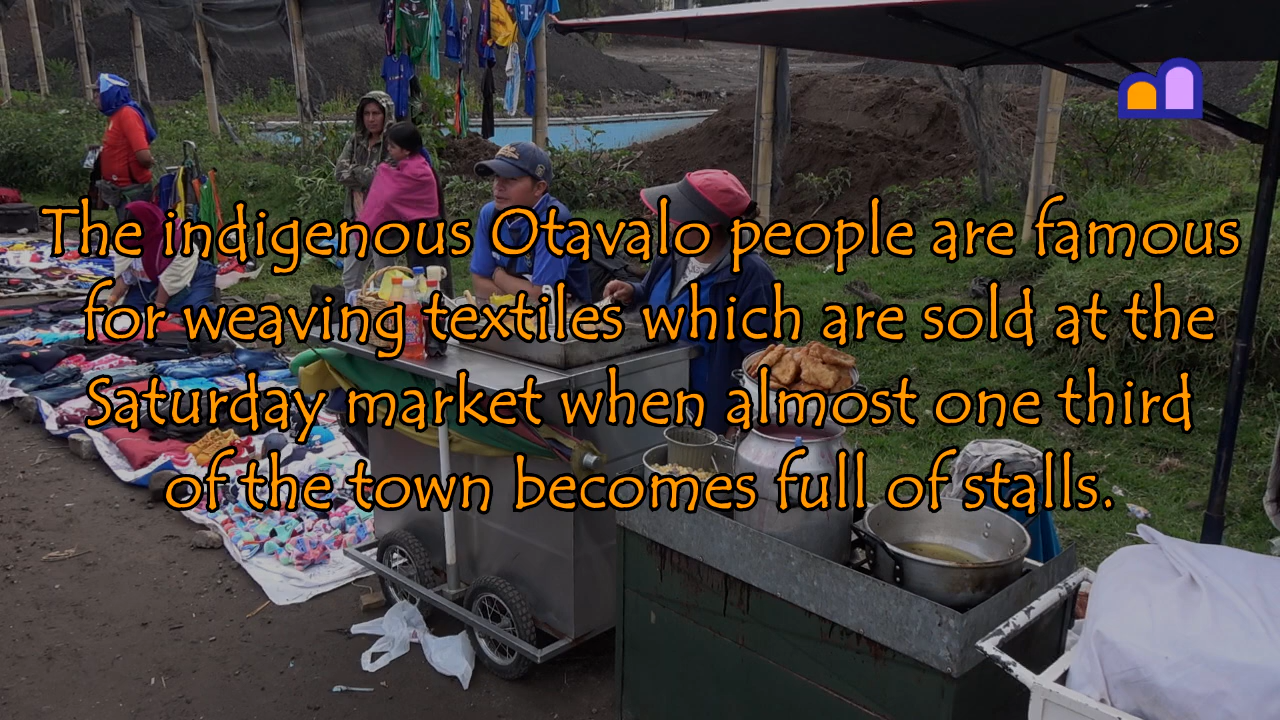 The indigenous Otavalo people are famous
for weaving textiles which are sold at the
Saturday market when almost one third
of the town becomes full of stalls.